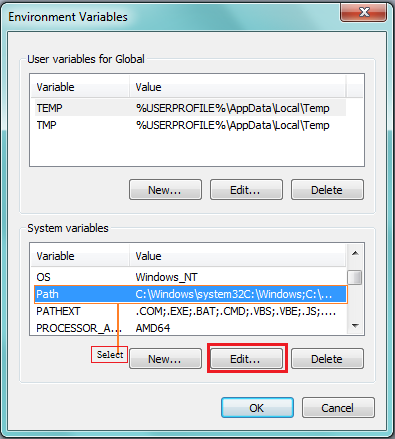 Environment Variables
User variables for Global
Variable Value
TEMP %USERPROFILE%\AppData\Local\Temp
TMP %USERPROFILE%\AppData\Local\Temp
New... Edit... Delete
System variables
Variable Value
OS Windows_NT
Path C:\Windows\system32C:\Windows;C:\...
PATHEXT .COM;.EXE;.BAT;.CMD;.VBS;.VBE;.JS;....
PROCESSOR_A... AMD64
Select New... Edit... Delete
OK Cancel